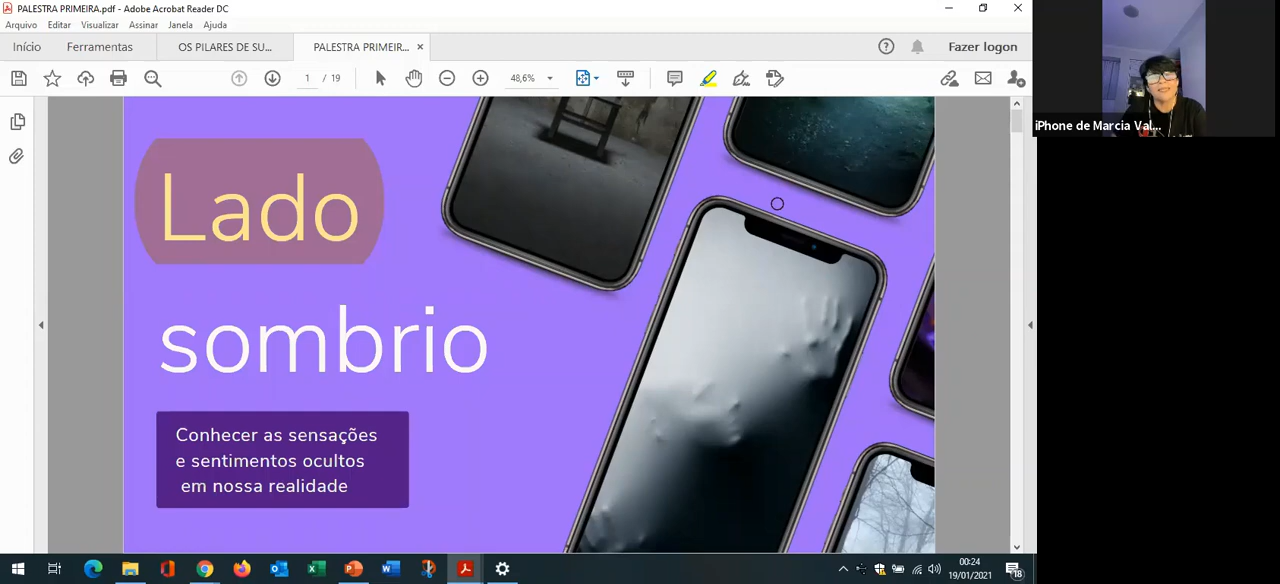 PALESTRA PRIMEIRA.pdf - Adobe Acrobat Reader DC
Arquivo Editar Visualizar Assinar Janela Ajuda
Início Ferramentas OS PILARES DE SU... PALESTRA PRIMEIR... ×
Fazer logon
1 / 19 48,6%
iPhone de Marcia Val...
Lado
sombrio
Conhecer as sensações
e sentimentos ocultos
em nossa realidade
00:24
19/01/2021
18